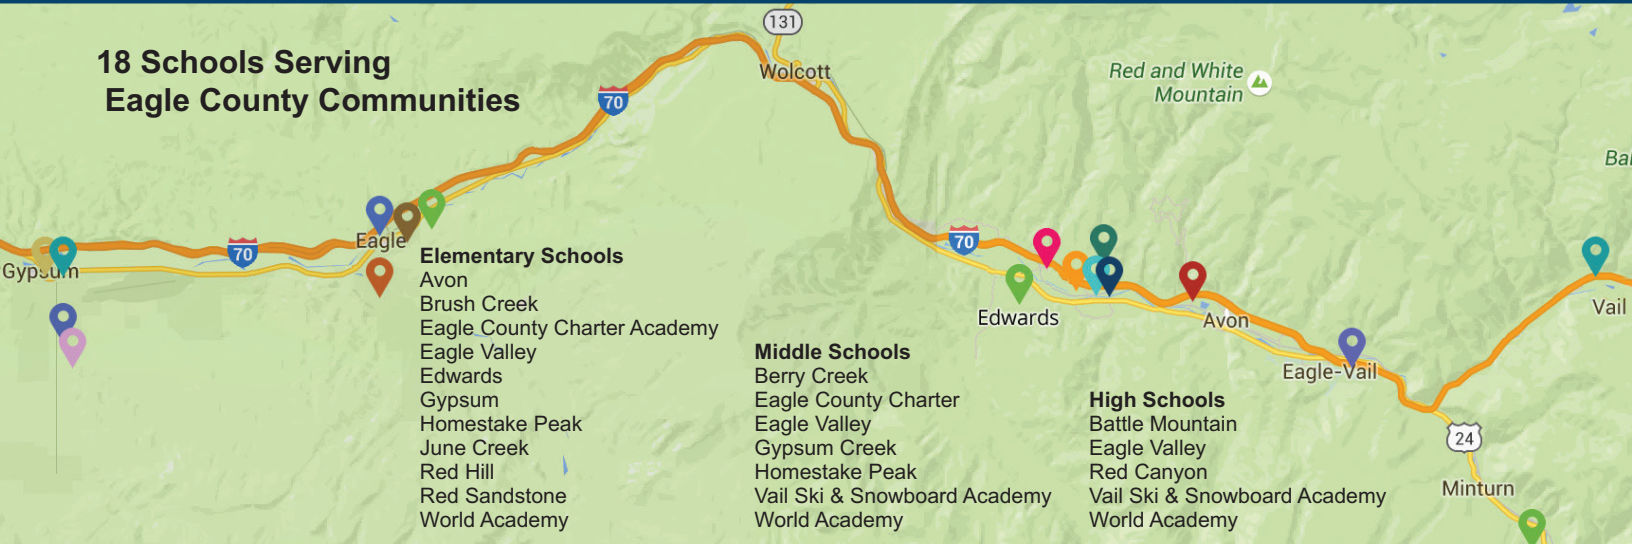 18 Schools Serving
Eagle County Communities
131
Wolcott
Red and White
Mountain
70
70
70
Eagle
Gypsum
Edwards
Avon
Eagle-Vail
Vail
24
Minturn
Elementary Schools
Avon
Brush Creek
Eagle County Charter Academy
Eagle Valley
Edwards
Gypsum
Homestake Peak
June Creek
Red Hill
Red Sandstone
World Academy
Middle Schools
Berry Creek
Eagle County Charter
Eagle Valley
Gypsum Creek
Homestake Peak
Vail Ski & Snowboard Academy
World Academy
High Schools
Battle Mountain
Eagle Valley
Red Canyon
Vail Ski & Snowboard Academy
World Academy